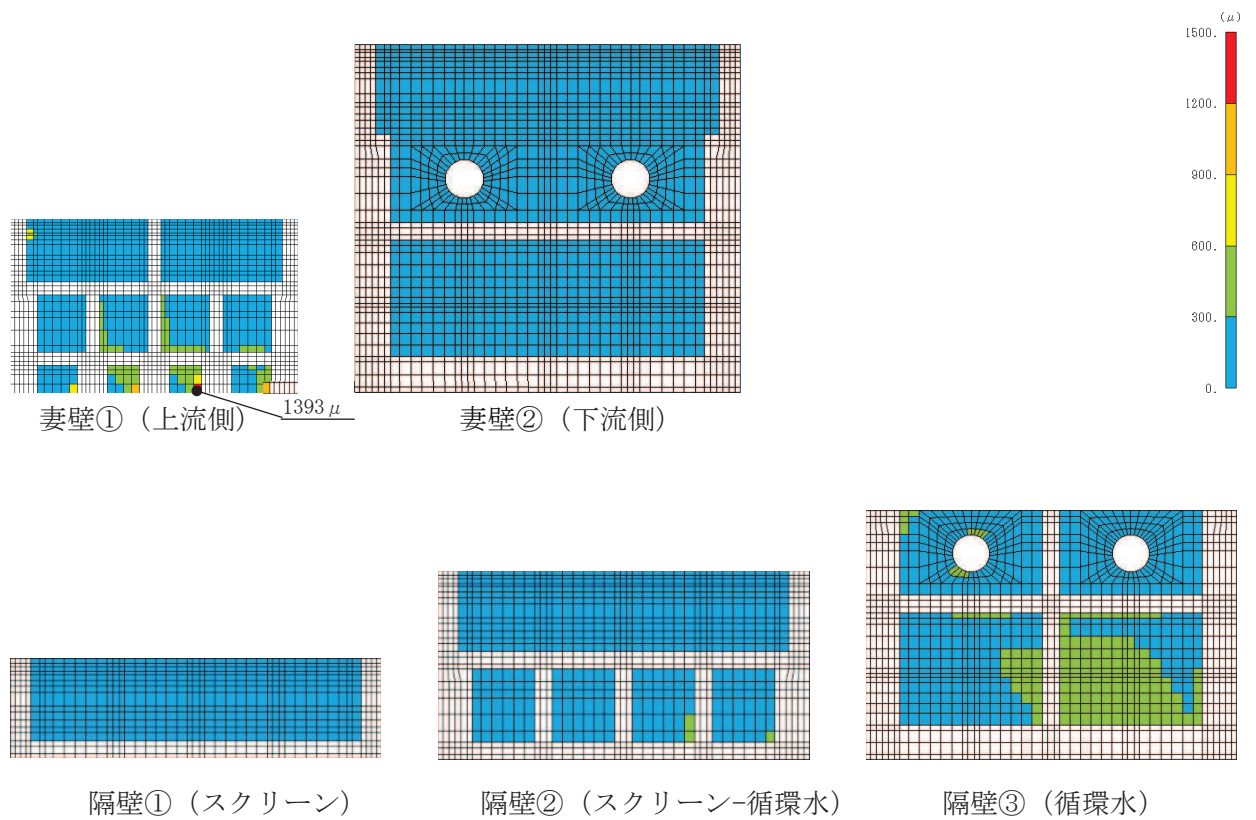 (μ)
1500.
1200.
900.
600.
300.
0.
1393μ
妻壁①（上流側）
妻壁②（下流側）
隔壁①（スクリーン）
隔壁②（スクリーン-循環水）
隔壁③（循環水）